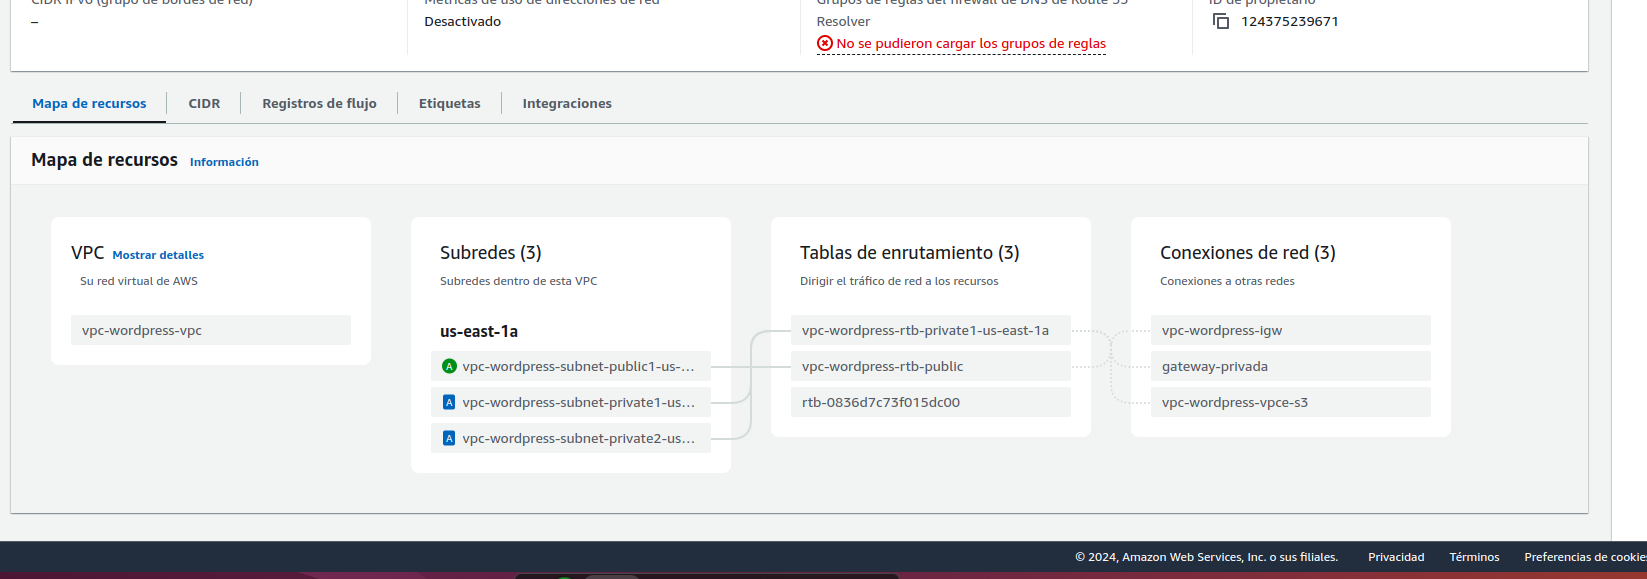 CIDR IPv6 (grupo de bordes de red)
–
Métricas de uso de direcciones de red
Desactivado
Grupos de reglas del firewall de DNS de Route 53
Resolver
No se pudieron cargar los grupos de reglas
ID de propietario
124375239671
Mapa de recursos
CIDR
Registros de flujo
Etiquetas
Integraciones
Mapa de recursos Información
VPC Mostrar detalles
Su red virtual de AWS
vpc-wordpress-vpc
Subredes (3)
Subredes dentro de esta VPC
us-east-1a
A vpc-wordpress-subnet-public1-us-...
A vpc-wordpress-subnet-private1-us...
A vpc-wordpress-subnet-private2-us...
Tablas de enrutamiento (3)
Dirigir el tráfico de red a los recursos
vpc-wordpress-rtb-private1-us-east-1a
vpc-wordpress-rtb-public
rtb-0836d7c73f015dc00
Conexiones de red (3)
Conexiones a otras redes
vpc-wordpress-igw
gateway-privada
vpc-wordpress-vpce-s3
© 2024, Amazon Web Services, Inc. o sus filiales.
Privacidad
Términos
Preferencias de cookies